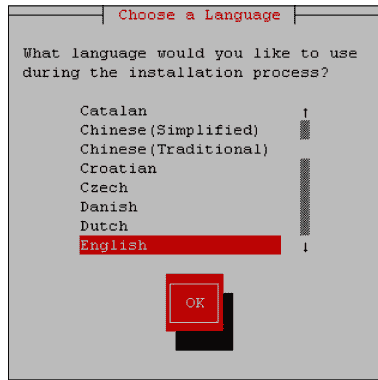 Choose a Language
What language would you like to use
during the installation process?
Catalan
Chinese(Simplified)
Chinese(Traditional)
Croatian
Czech
Danish
Dutch
English
OK